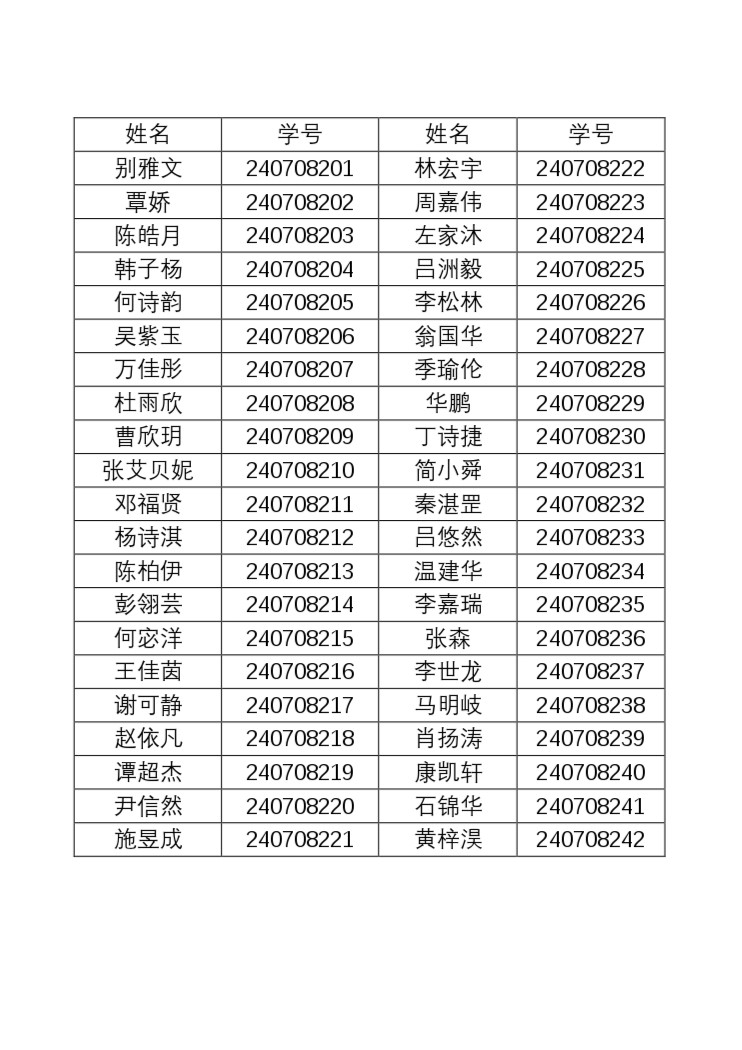 姓名 学号 姓名 学号
别雅文 240708201 林宏宇 240708222
覃娇 240708202 周嘉伟 240708223
陈皓月 240708203 左家沐 240708224
韩子杨 240708204 吕洲毅 240708225
何诗韵 240708205 李松林 240708226
吴紫玉 240708206 翁国华 240708227
万佳彤 240708207 季瑜伦 240708228
杜雨欣 240708208 华鹏 240708229
曹欣玥 240708209 丁诗捷 240708230
张艾贝妮 240708210 简小舜 240708231
邓福贤 240708211 秦湛罡 240708232
杨诗淇 240708212 吕悠然 240708233
陈柏伊 240708213 温建华 240708234
彭翎芸 240708214 李嘉瑞 240708235
何宓洋 240708215 张森 240708236
王佳茵 240708216 李世龙 240708237
谢可静 240708217 马明岐 240708238
赵依凡 240708218 肖扬涛 240708239
谭超杰 240708219 康凯轩 240708240
尹信然 240708220 石锦华 240708241
施昱成 240708221 黄梓淏 240708242